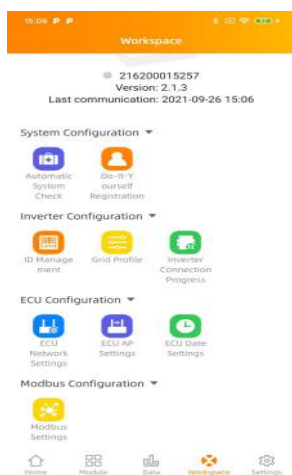 15:06 P P
Workspace
216200015257
Version: 2.1.3
Last communication: 2021-09-26 15:06
System Configuration
Automatic System Check
Do-It-Y ourself Registration
Inverter Configuration
ID Manage ment
Grid Profile
Inverter Connection Progress
ECU Configuration
ECU Network Settings
ECU AP Settings
ECU Date Settings
Modbus Configuration
Modbus Settings
Home Module Data Workspace Settings